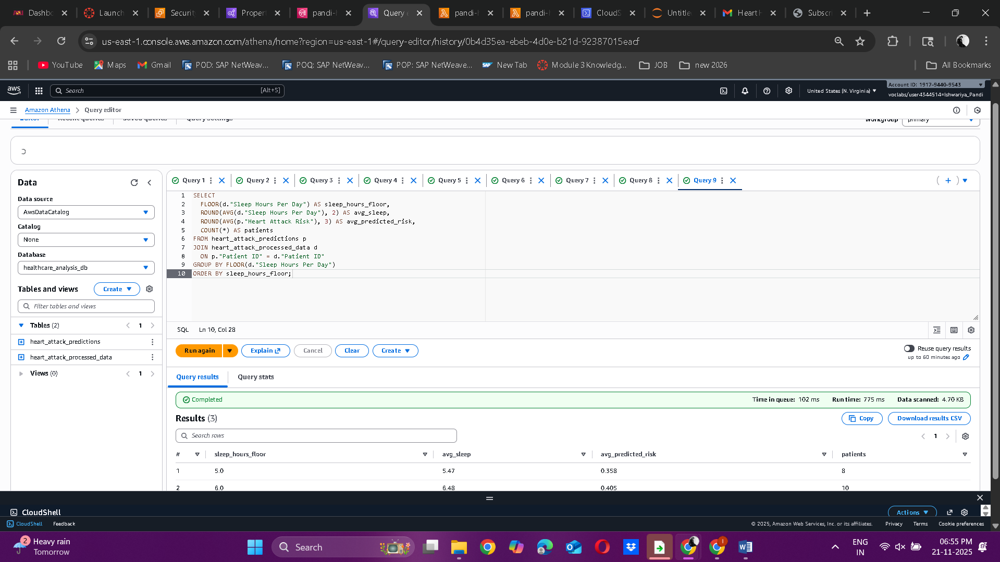 Dashbo
Launch
Securit
Propert
pandi-h
Query e
pandi-h
pandi-h
CloudS
Untitle
Heart H
Subscri
us-east-1.console.aws.amazon.com/athena/home?region=us-east-1#/query-editor/history/0b4d35ea-ebeb-4d0e-b21d-92387015eacf
YouTube
Maps
Gmail
POD: SAP NetWeav...
POQ: SAP NetWeav...
POP: SAP NetWeave...
SAP
New Tab
Module 3 Knowledg...
JOB
new 2026
All Bookmarks
aws
Search
[Alt+S]
United States (N. Virginia)
Account ID: 1917-9440-9543
voclabs/user4344514=Ishwariya_Pandi
Amazon Athena
Query editor
Editor
Recent queries
Saved queries
Query settings
Workgroup
primary
Data
Data source
AwsDataCatalog
Catalog
None
Database
healthcare_analysis_db
Tables and views
Create
Filter tables and views
Tables (2)
1
heart_attack_predictions
heart_attack_processed_data
Views (0)
1
Query 1
Query 2
Query 3
Query 4
Query 5
Query 6
Query 7
Query 8
Query 9
1 SELECT
2 FLOOR(d."Sleep Hours Per Day") AS sleep_hours_floor,
3 ROUND(AVG(d."Sleep Hours Per Day"), 2) AS avg_sleep,
4 ROUND(AVG(p."Heart Attack Risk"), 3) AS avg_predicted_risk,
5 COUNT(*) AS patients
6 FROM heart_attack_predictions p
7 JOIN heart_attack_processed_data d
8 ON p."Patient ID" = d."Patient ID"
9 GROUP BY FLOOR(d."Sleep Hours Per Day")
10 ORDER BY sleep_hours_floor;
SQL
Ln 10, Col 28
Run again
Explain
Cancel
Clear
Create
Reuse query results
up to 60 minutes ago
Query results
Query stats
Completed
Time in queue: 102 ms
Run time: 775 ms
Data scanned: 4.70 KB
Results (3)
Copy
Download results CSV
Search rows
1
# sleep_hours_floor avg_sleep avg_predicted_risk patients
1 5.0 5.47 0.358 8
2 6.0 6.48 0.405 10
CloudShell
Actions
CloudShell
Feedback
© 2025, Amazon Web Services, Inc. or its affiliates.
Privacy
Terms
Cookie preferences
2
Heavy rain
Tomorrow
Search
ENG
IN
06:55 PM
21-11-2025